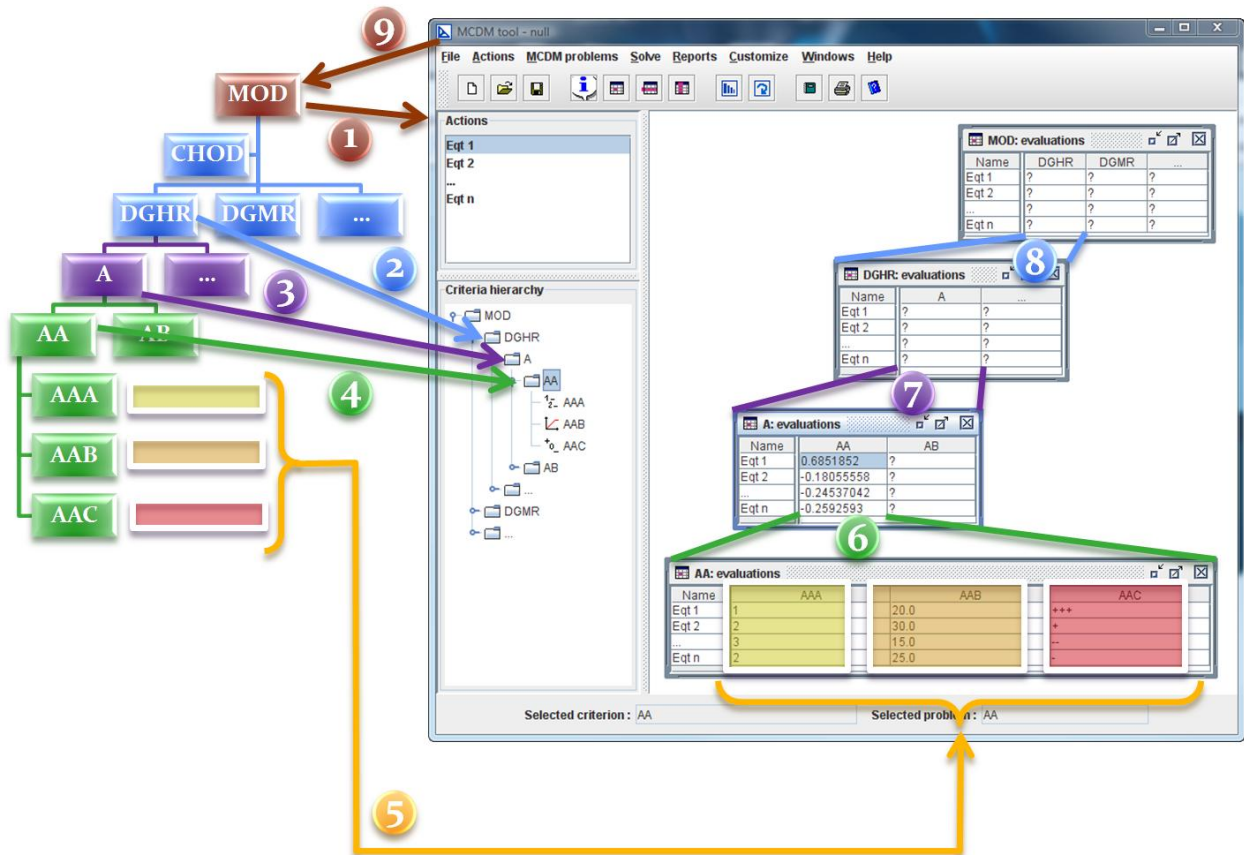 9
MCDM tool - null
File Actions MCDM problems Solve Reports Customize Windows Help
MOD
1
CHOD
DGHR DGMR ...
2
A ...
3
AA AB
4
AAA
AAB
AAC
5
Actions
Eqt 1
Eqt 2
...
Eqt n
Criteria hierarchy
MOD
DGHR
A
AA
AAA
AAB
AAC
AB
...
DGMR
...
MOD: evaluations
Name DGHR DGMR ...
Eqt 1 ? ? ?
Eqt 2 ? ? ?
... ? ? ?
Eqt n ? ? ?
8
DGHR: evaluations
Name A ...
Eqt 1 ? ?
Eqt 2 ? ?
... ? ?
Eqt n ? ?
7
A: evaluations
Name AA AB
Eqt 1 0.6851852 ?
Eqt 2 -0.18055558 ?
... -0.24537042 ?
Eqt n -0.2592593 ?
6
AA: evaluations
Name AAA AAB AAC
Eqt 1 1 20.0 +++
Eqt 2 2 30.0 +
... 3 15.0 --
Eqt n 2 25.0 -
Selected criterion : AA Selected problem : AA